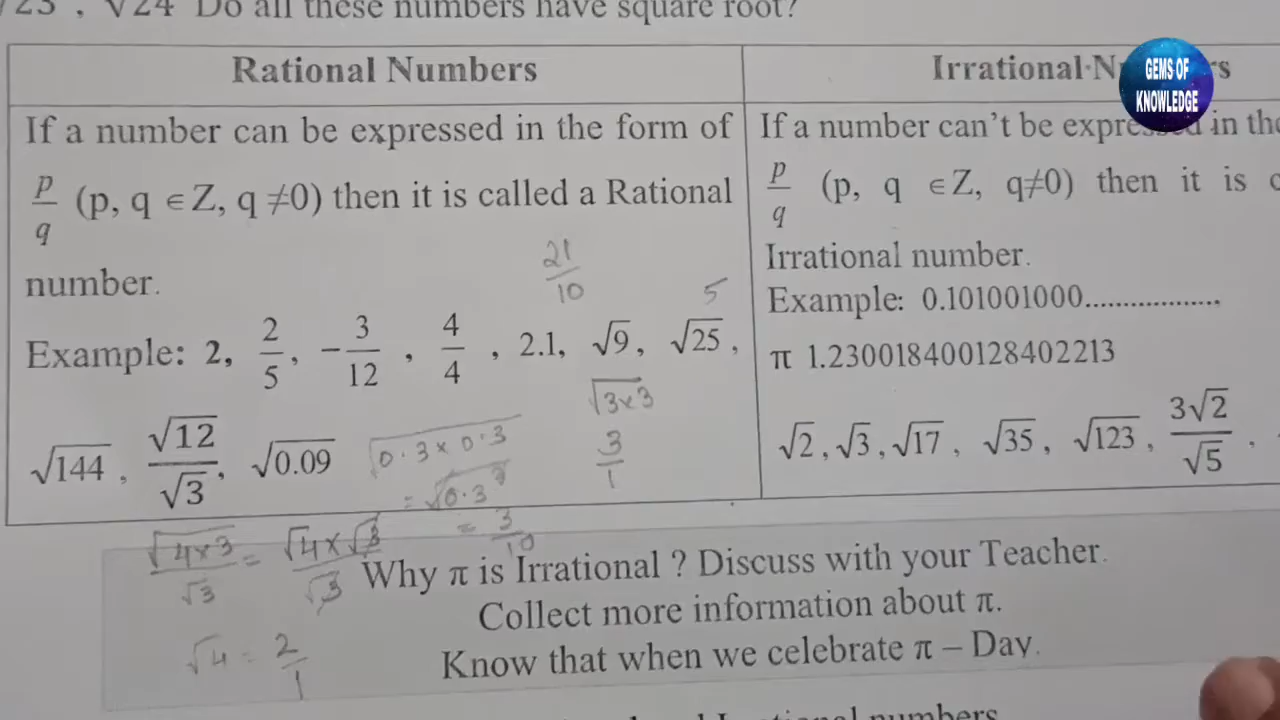 √23 , √24 Do all these numbers have square root?
Rational Numbers
If a number can be expressed in the form of
p/q (p, q ∈Z, q ≠0) then it is called a Rational
number.
21/10
5
Example: 2, 2/5, -3/12 , 4/4 , 2.1, √9, √25 ,
√3×3
3/1
√144 , √12/√3, √0.09
√0.3×0.3
= √0.3²
= 3/10
√4×3/√3 = √4×√3/√3
√4 = 2/1
Irrational
If a number can't be expressed in the
p/q (p, q ∈Z, q≠0) then it is
Irrational number.
Example: 0.101001000..................
π 1.230018400128402213
√2, √3, √17 , √35 , √123 , 3√2/√5 ,
GEMS OF
KNOWLEDGE
Why π is Irrational ? Discuss with your Teacher.
Collect more information about π.
Know that when we celebrate π – Day.
numbers